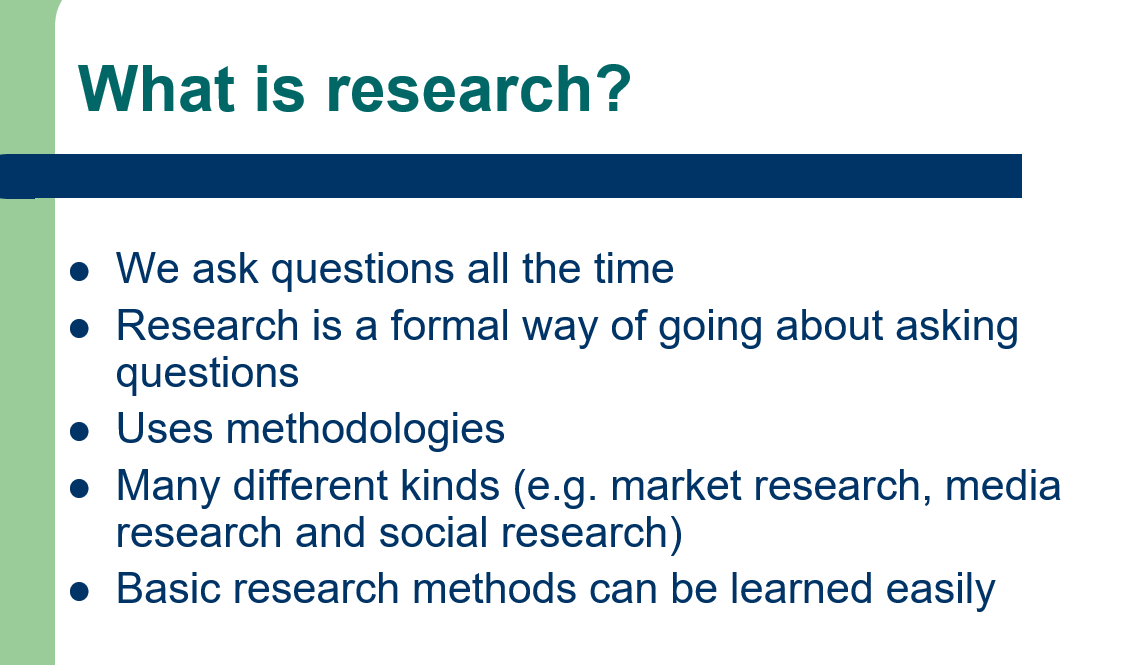 What is research?
● We ask questions all the time
● Research is a formal way of going about asking
questions
● Uses methodologies
● Many different kinds (e.g. market research, media
research and social research)
● Basic research methods can be learned easily